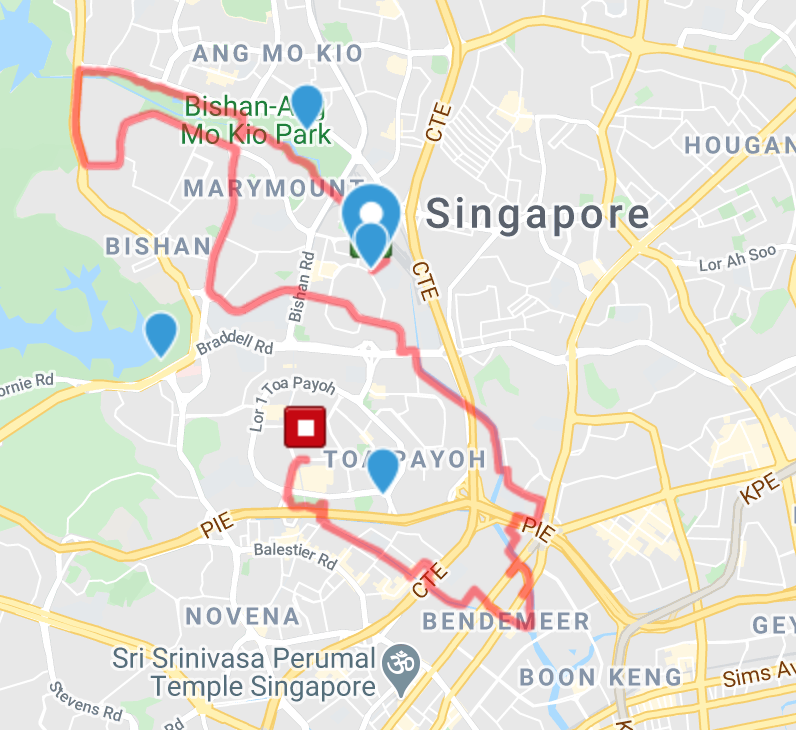 ANG MO KIO
CTE
Bishan-Ang
Mo Kio Park
HOUGAN
MARYMOUNT
Singapore
BISHAN
Lor Ah Soo
CTE
Bishan Rd
Braddell Rd
ornie Rd
Lor 1 Toa Payoh
TOA PAYOH
KPE
PIE
PIE
Balestier Rd
CTE
NOVENA
BENDEMEER
GEY
Sri Srinivasa Perumal
Temple Singapore
BOON KENG
Sims Av
Stevens Rd
Rd
K